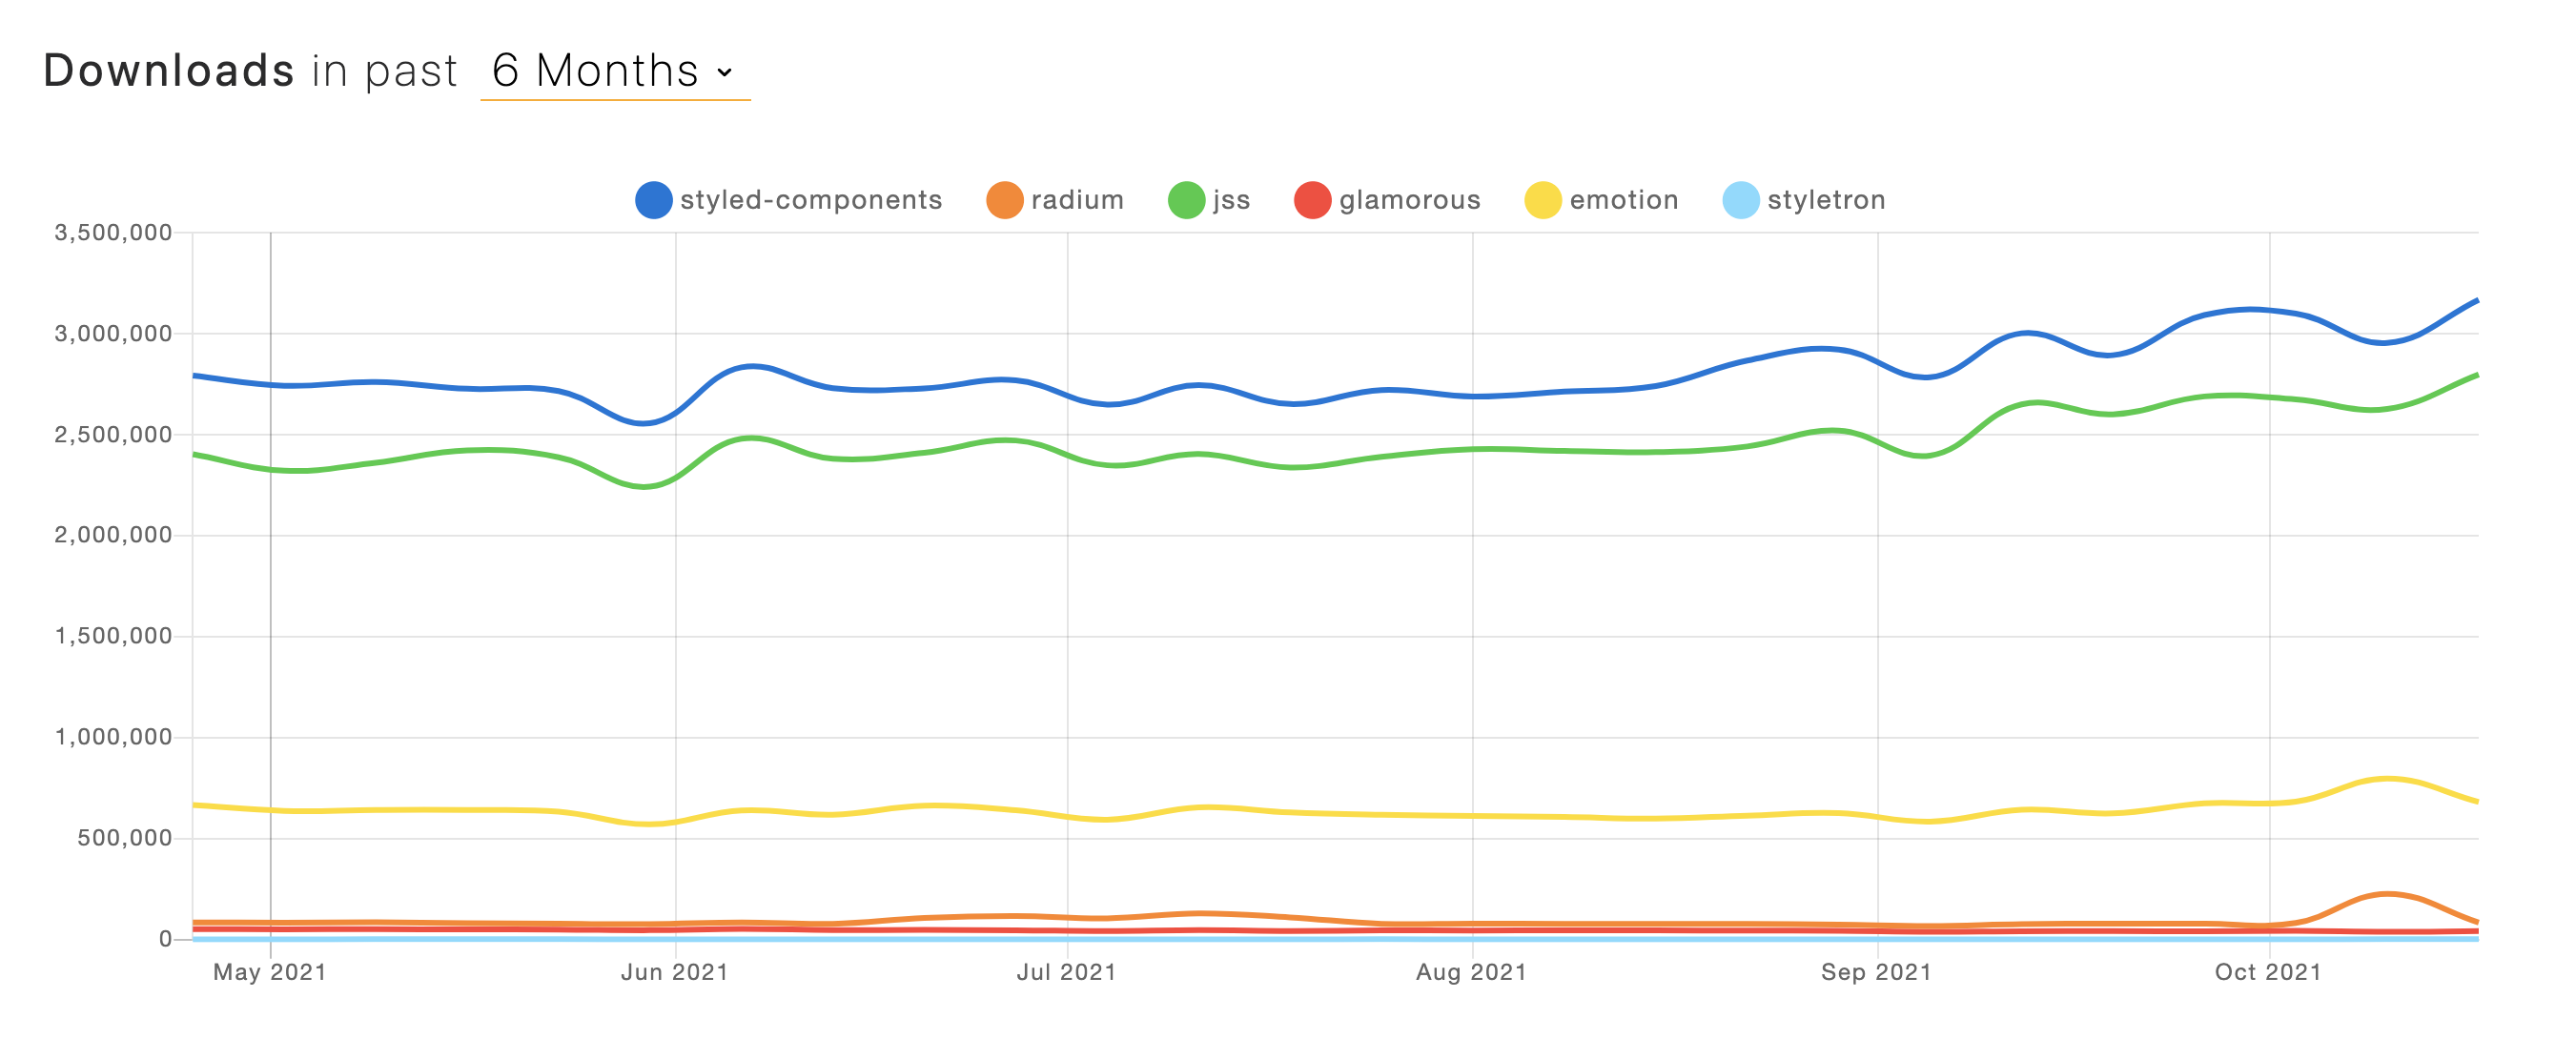 Downloads in past 6 Months
styled-components radium jss glamorous emotion styletron
3,500,000
3,000,000
2,500,000
2,000,000
1,500,000
1,000,000
500,000
0
May 2021 Jun 2021 Jul 2021 Aug 2021 Sep 2021 Oct 2021